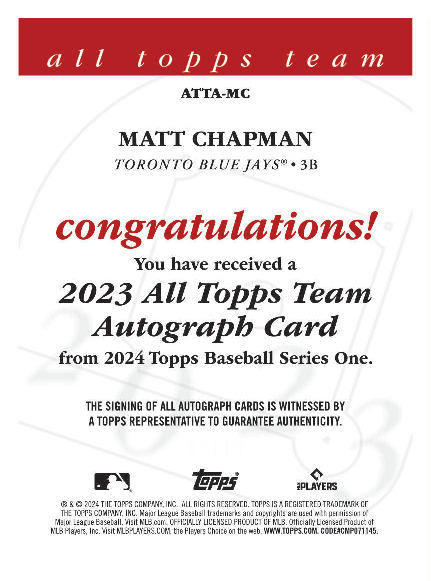 all topps team
ATTA-MC
MATT CHAPMAN
TORONTO BLUE JAYS® • 3B
congratulations!
You have received a
2023 All Topps Team
Autograph Card
from 2024 Topps Baseball Series One.
THE SIGNING OF ALL AUTOGRAPH CARDS IS WITNESSED BY
A TOPPS REPRESENTATIVE TO GUARANTEE AUTHENTICITY.
topps® PLAYERS
® & © 2024 THE TOPPS COMPANY, INC. ALL RIGHTS RESERVED. TOPPS IS A REGISTERED TRADEMARK OF
THE TOPPS COMPANY, INC. Major League Baseball trademarks and copyrights are used with permission of
Major League Baseball. Visit MLB.com. OFFICIALLY LICENSED PRODUCT OF MLB. Officially Licensed Product of
MLB Players, Inc. Visit MLBPLAYERS.COM, the Players Choice on the web. WWW.TOPPS.COM. CODE#CMP071145.